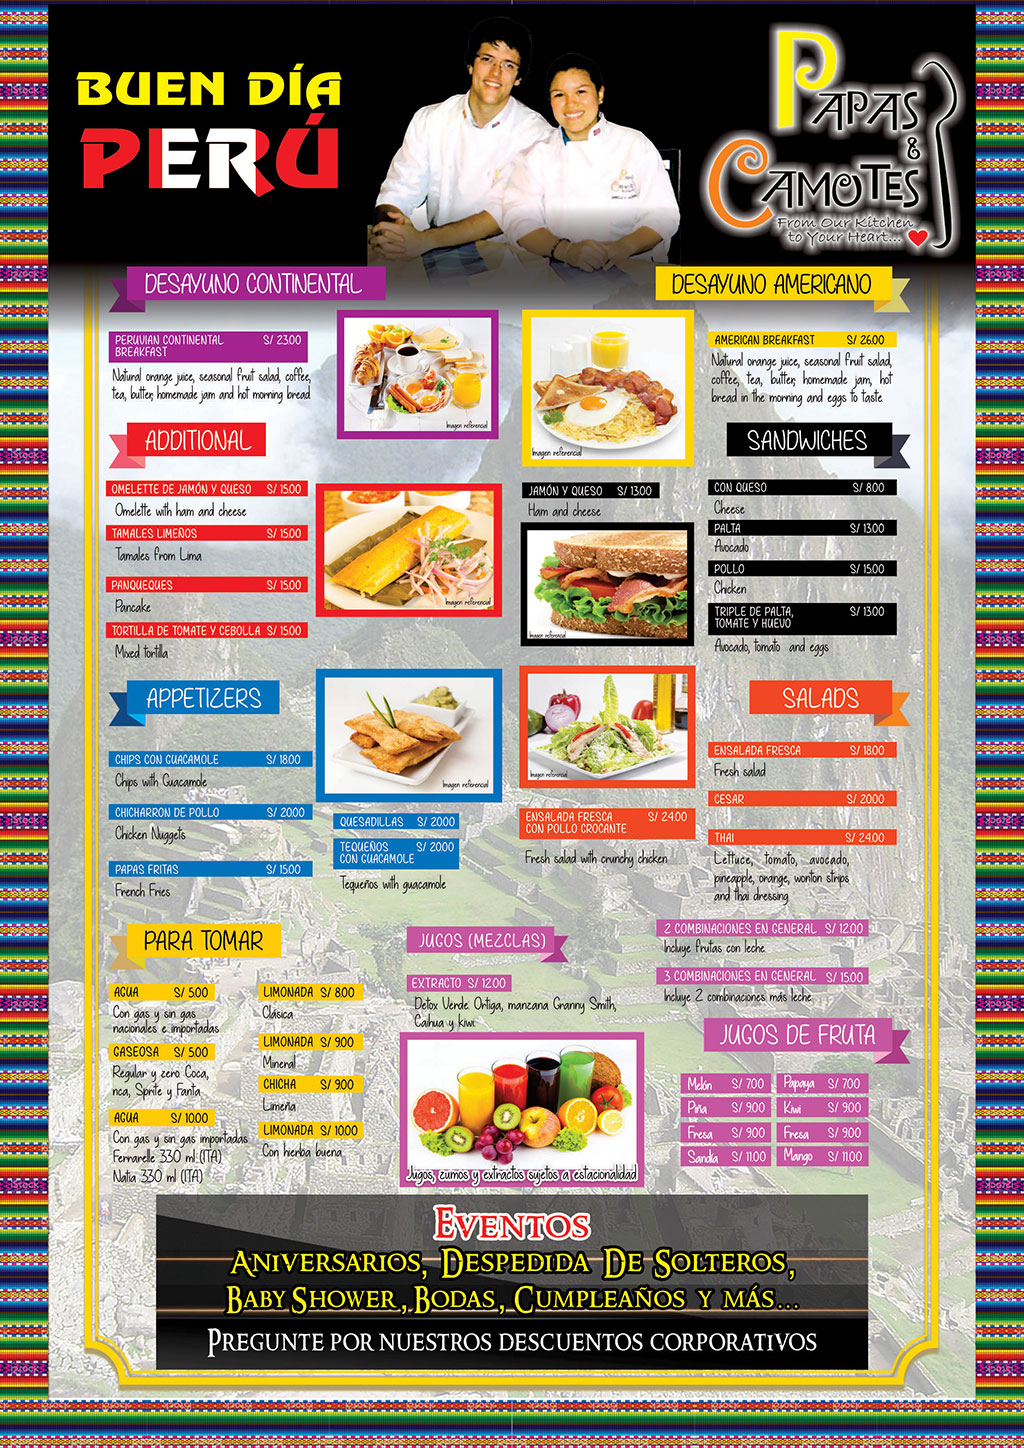 BUEN DÍA
PERÚ
PAPAS
&
CAMOTES
From Our Kitchen
to Your Heart...
DESAYUNO CONTINENTAL
PERUVIAN CONTINENTAL S/ 23.00
BREAKFAST
Natural orange juice, seasonal fruit salad, coffee,
tea, butter, homemade jam and hot morning bread
Imagen referencial
DESAYUNO AMERICANO
Imagen referencial
AMERICAN BREAKFAST S/ 26.00
Natural orange juice, seasonal fruit salad,
coffee, tea, butter, homemade jam, hot
bread in the morning and eggs to taste
ADDITIONAL
OMELETTE DE JAMÓN Y QUESO S/ 15.00
Omelette with ham and cheese
TAMALES LIMEÑOS S/ 15.00
Tamales from Lima
PANQUEQUES S/ 15.00
Pancake
TORTILLA DE TOMATE Y CEBOLLA S/ 15.00
Mixed tortilla
Imagen referencial
SANDWICHES
JAMÓN Y QUESO S/ 13.00
Ham and cheese
Imagen referencial
CON QUESO S/ 8.00
Cheese
PALTA S/ 13.00
Avocado
POLLO S/ 15.00
Chicken
TRIPLE DE PALTA, S/ 13.00
TOMATE Y HUEVO
Avocado, tomato and eggs
APPETIZERS
CHIPS CON GUACAMOLE S/ 18.00
Chips with Guacamole
CHICHARRON DE POLLO S/ 20.00
Chicken Nuggets
PAPAS FRITAS S/ 15.00
French Fries
Imagen referencial
QUESADILLAS S/ 20.00
TEQUEÑOS S/ 20.00
CON GUACAMOLE
Tequeños with guacamole
SALADS
Imagen referencial
ENSALADA FRESCA S/ 24.00
CON POLLO CROCANTE
Fresh salad with crunchy chicken
ENSALADA FRESCA S/ 18.00
Fresh salad
CESAR S/ 20.00
THAI S/ 24.00
Lettuce, tomato, avocado,
pineapple, orange, wonton strips
and thai dressing
PARA TOMAR
AGUA S/ 5.00
Con gas y sin gas
nacionales e importadas
GASEOSA S/ 5.00
Regular y zero Coca,
nca, Sprite y Fanta
AGUA S/ 10.00
Con gas y sin gas importadas
Ferrarelle 330 ml (ITA)
Natia 330 ml (ITA)
LIMONADA S/ 8.00
Clásica
LIMONADA S/ 9.00
Mineral
CHICHA S/ 9.00
Limeña
LIMONADA S/ 10.00
Con hierba buena
JUGOS (MEZCLAS)
EXTRACTO S/ 12.00
Detox Verde Ortiga, manzana Granny Smith,
Caihua y kiwi.
2 COMBINACIONES EN GENERAL S/ 12.00
Incluye frutas con leche
3 COMBINACIONES EN GENERAL S/ 15.00
Incluye 2 combinaciones más leche
Jugos, zumos y extractos sujetos a estacionalidad
JUGOS DE FRUTA
Melón S/ 7.00 Papaya S/ 7.00
Piña S/ 9.00 Kiwi S/ 9.00
Fresa S/ 9.00 Fresa S/ 9.00
Sandía S/ 11.00 Mango S/ 11.00
EVENTOS
ANIVERSARIOS, DESPEDIDA DE SOLTEROS,
BABY SHOWER, BODAS, CUMPLEAÑOS Y MÁS...
PREGUNTE POR NUESTROS DESCUENTOS CORPORATIVOS